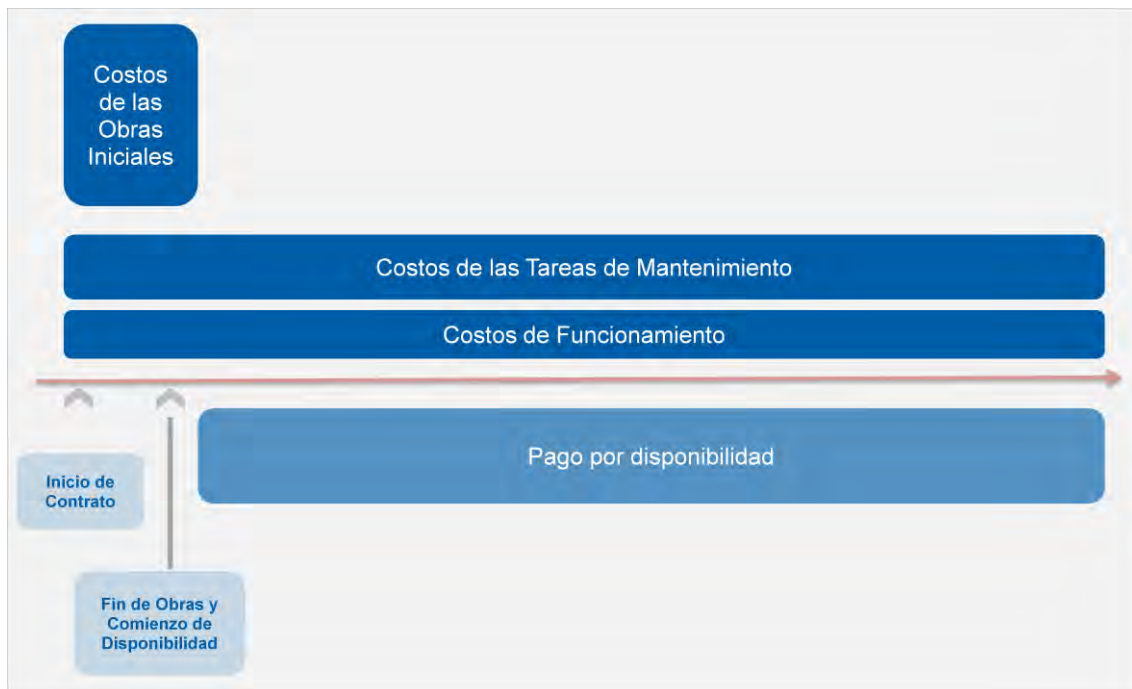 Costos
de las
Obras
Iniciales
Costos de las Tareas de Mantenimiento
Costos de Funcionamiento
Pago por disponibilidad
Inicio de
Contrato
Fin de Obras y
Comienzo de
Disponibilidad